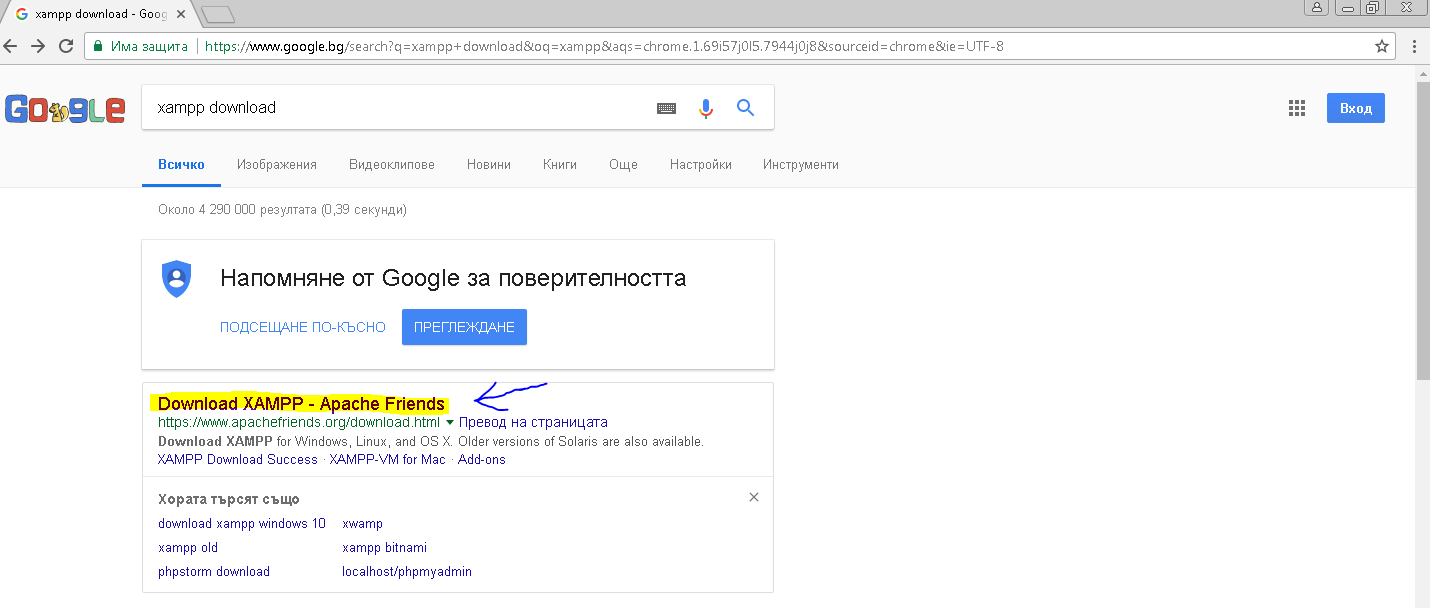 xampp download - Goog
Има защита https://www.google.bg/search?q=xampp+download&oq=xampp&aqs=chrome.1.69i57j0l5.7944j0j8&sourceid=chrome&ie=UTF-8
Google
xampp download
Вход
Всичко Изображения Видеоклипове Новини Книги Още Настройки Инструменти
Около 4 290 000 резултата (0,39 секунди)
Напомняне от Google за поверителността
ПОДСЕЩАНЕ ПО-КЪСНО ПРЕГЛЕЖДАНЕ
Download XAMPP - Apache Friends
https://www.apachefriends.org/download.html Превод на страницата
Download XAMPP for Windows, Linux, and OS X. Older versions of Solaris are also available.
XAMPP Download Success · XAMPP-VM for Mac · Add-ons
Хората търсят също
download xampp windows 10 xwamp
xampp old xampp bitnami
phpstorm download localhost/phpmyadmin